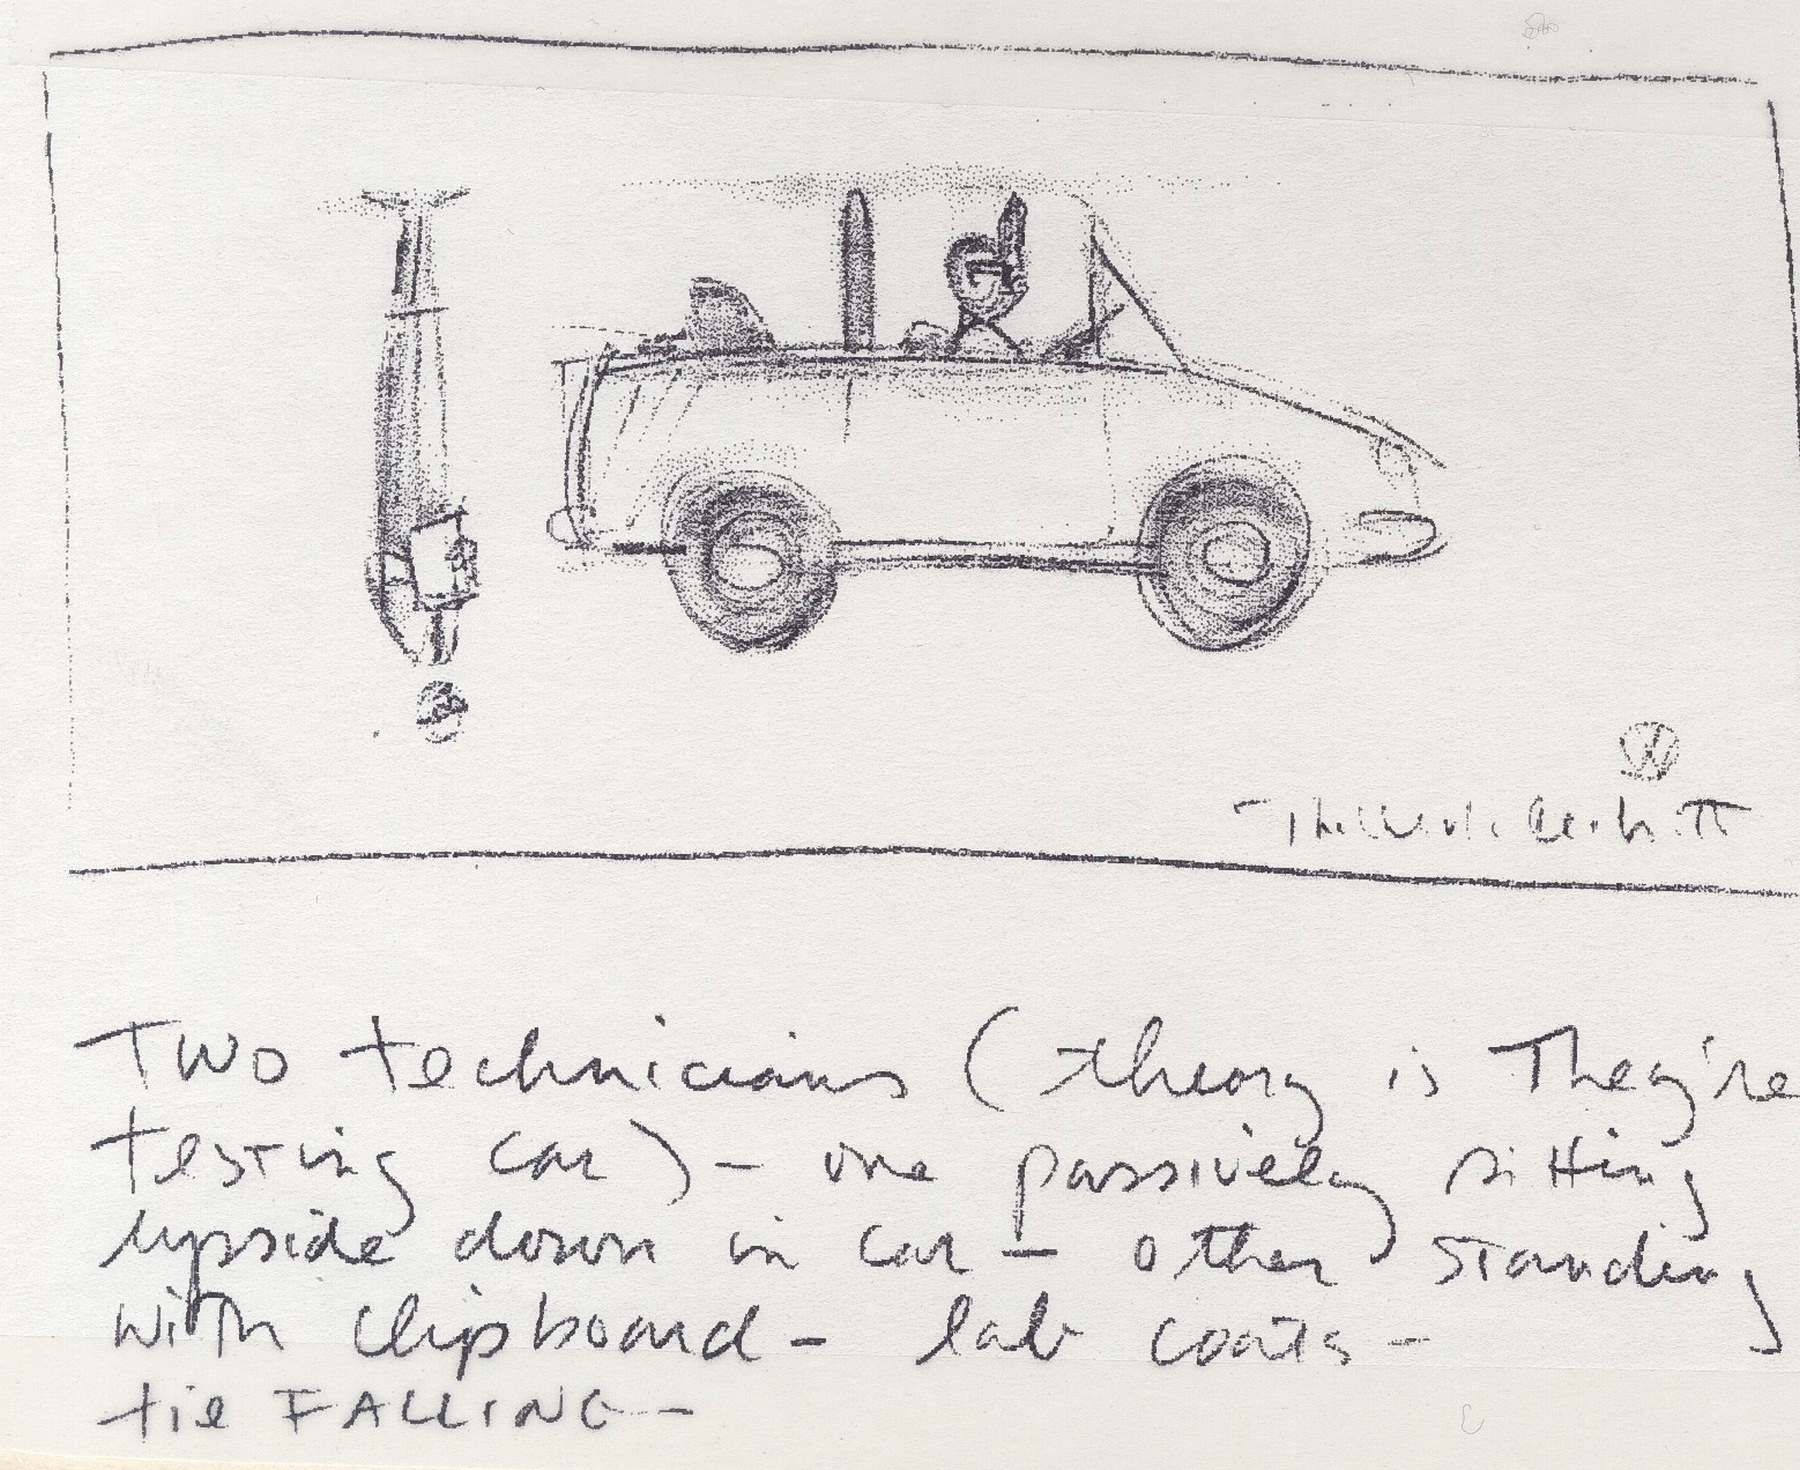 VW
TWO technicians (theory is They're
testing car) – one passively sitting
upside down in car – other standing
with clipboard – lab coats –
tie FALLING –